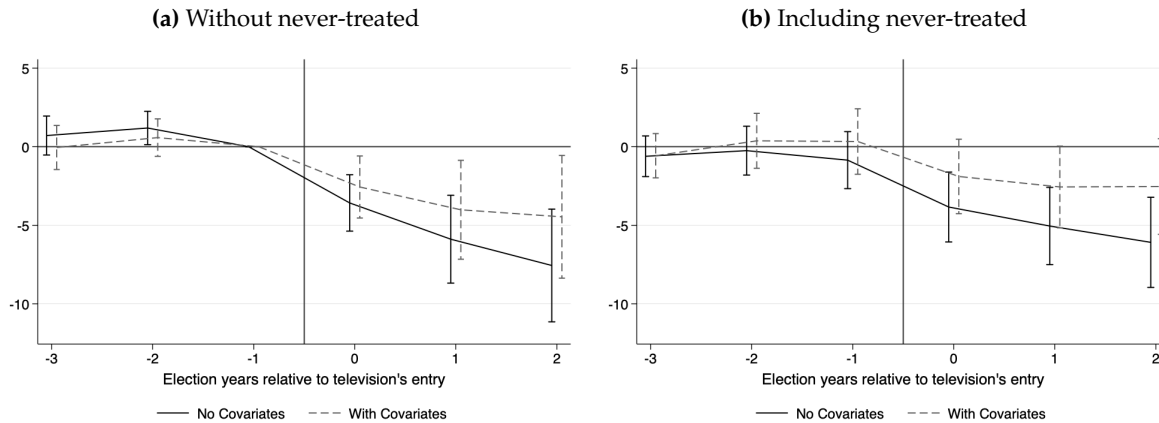 (a) Without never-treated
5
0
-5
-10
-3 -2 -1 0 1 2
Election years relative to television's entry
No Covariates With Covariates
(b) Including never-treated
5
0
-5
-10
-3 -2 -1 0 1 2
Election years relative to television's entry
No Covariates With Covariates